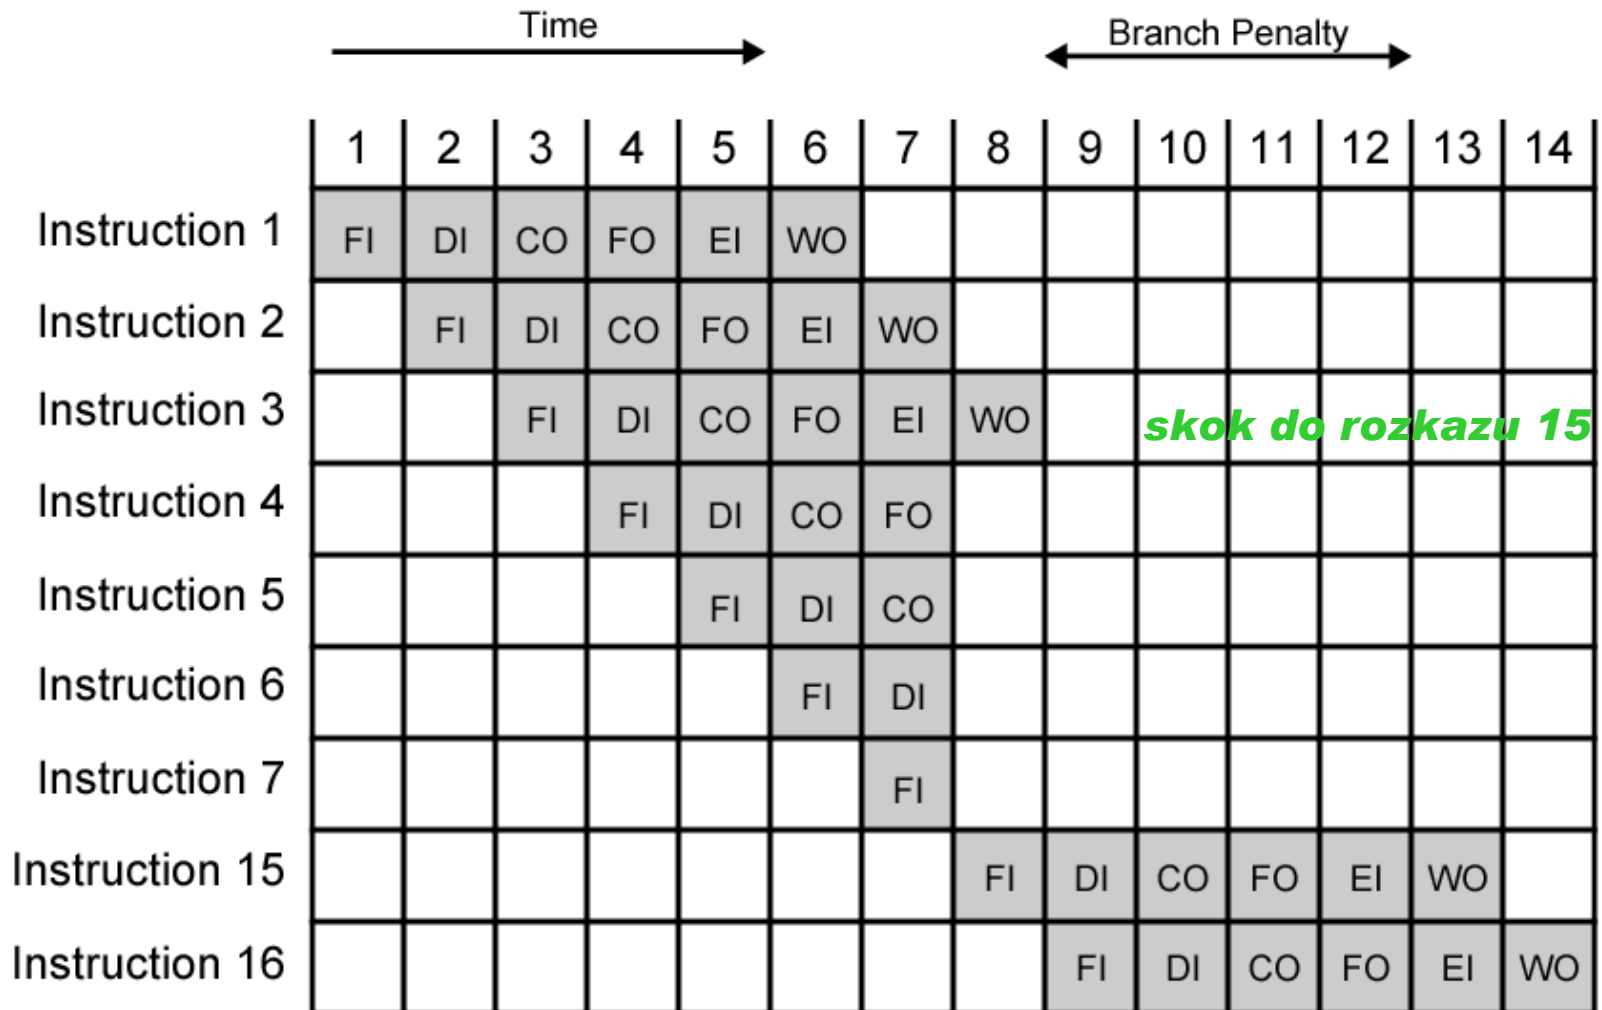 Time
Branch Penalty
1 2 3 4 5 6 7 8 9 10 11 12 13 14
Instruction 1 FI DI CO FO EI WO
Instruction 2 FI DI CO FO EI WO
Instruction 3 FI DI CO FO EI WO skok do rozkazu 15
Instruction 4 FI DI CO FO
Instruction 5 FI DI CO
Instruction 6 FI DI
Instruction 7 FI
Instruction 15 FI DI CO FO EI WO
Instruction 16 FI DI CO FO EI WO